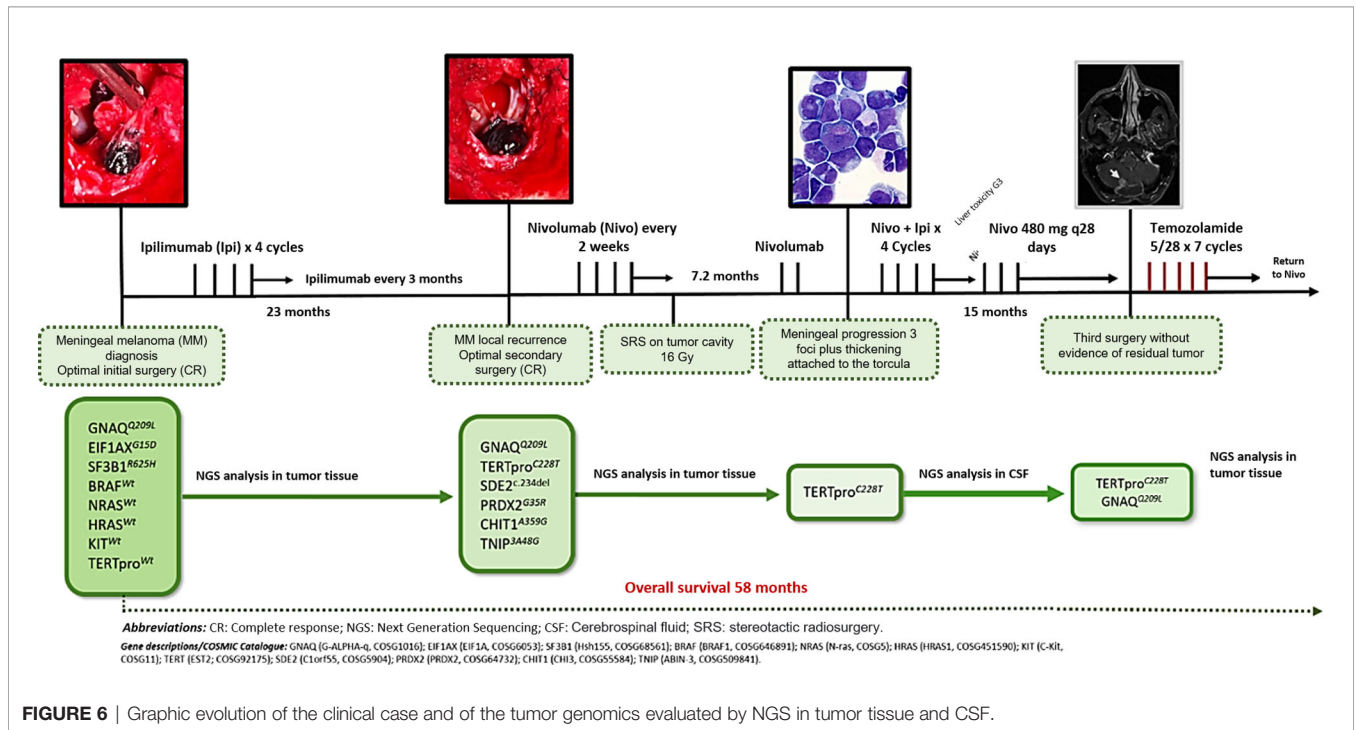 Liver toxicity G3
Ipilimumab (Ipi) x 4 cycles
Ipilimumab every 3 months
23 months
Nivolumab (Nivo) every
2 weeks
7.2 months
Nivolumab
Nivo + Ipi x
4 Cycles
Nivo 480 mg q28
days
15 months
Temozolamide
5/28 x 7 cycles
Return
to Nivo
Meningeal melanoma (MM)
diagnosis
Optimal initial surgery (CR)
MM local recurrence
Optimal secondary
surgery (CR)
SRS on tumor cavity
16 Gy
Meningeal progression 3
foci plus thickening
attached to the torcula
Third surgery without
evidence of residual tumor
GNAQQ209L
EIF1AXG15D
SF3B1R625H
BRAFWt
NRASWt
HRASWt
KITWt
TERTproWt
NGS analysis in tumor tissue
GNAQQ209L
TERTproC228T
SDE2c.234del
PRDX2G35R
CHIT1A359G
TNIP3A48G
NGS analysis in tumor tissue
TERTproC228T
NGS analysis in CSF
TERTproC228T
GNAQQ209L
NGS analysis in
tumor tissue
Overall survival 58 months
Abbreviations: CR: Complete response; NGS: Next Generation Sequencing; CSF: Cerebrospinal fluid; SRS: stereotactic radiosurgery.
Gene descriptions/COSMIC Catalogue: GNAQ (G-ALPHA-q, COSG1016); EIF1AX (EIF1A, COSG6053); SF3B1 (Hsh155, COSG68561); BRAF (BRAF1, COSG646891); NRAS (N-ras, COSG5); HRAS (HRAS1, COSG451590); KIT (C-Kit,
COSG11); TERT (EST2; COSG92175); SDE2 (C1orf55, COSG5904); PRDX2 (PRDX2, COSG64732); CHIT1 (CHI3, COSG55584); TNIP (ABIN-3, COSG509841).
FIGURE 6 | Graphic evolution of the clinical case and of the tumor genomics evaluated by NGS in tumor tissue and CSF.